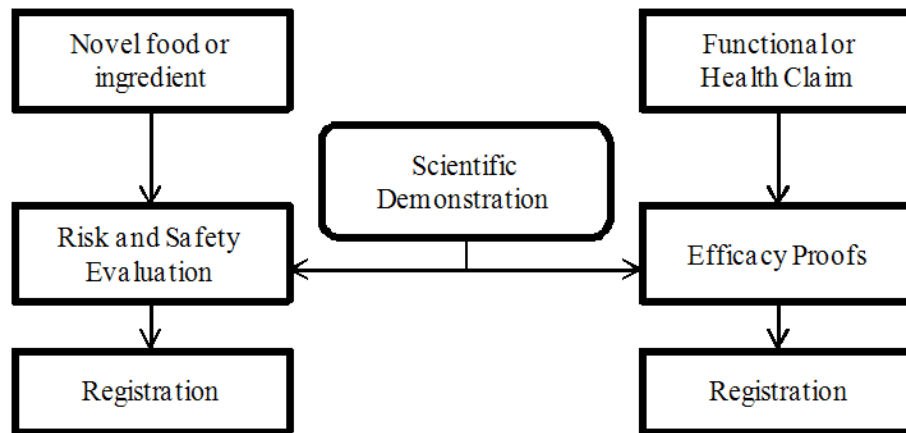 Novel food or
ingredient
Functional or
Health Claim
Scientific
Demonstration
Risk and Safety
Evaluation
Efficacy Proofs
Registration
Registration